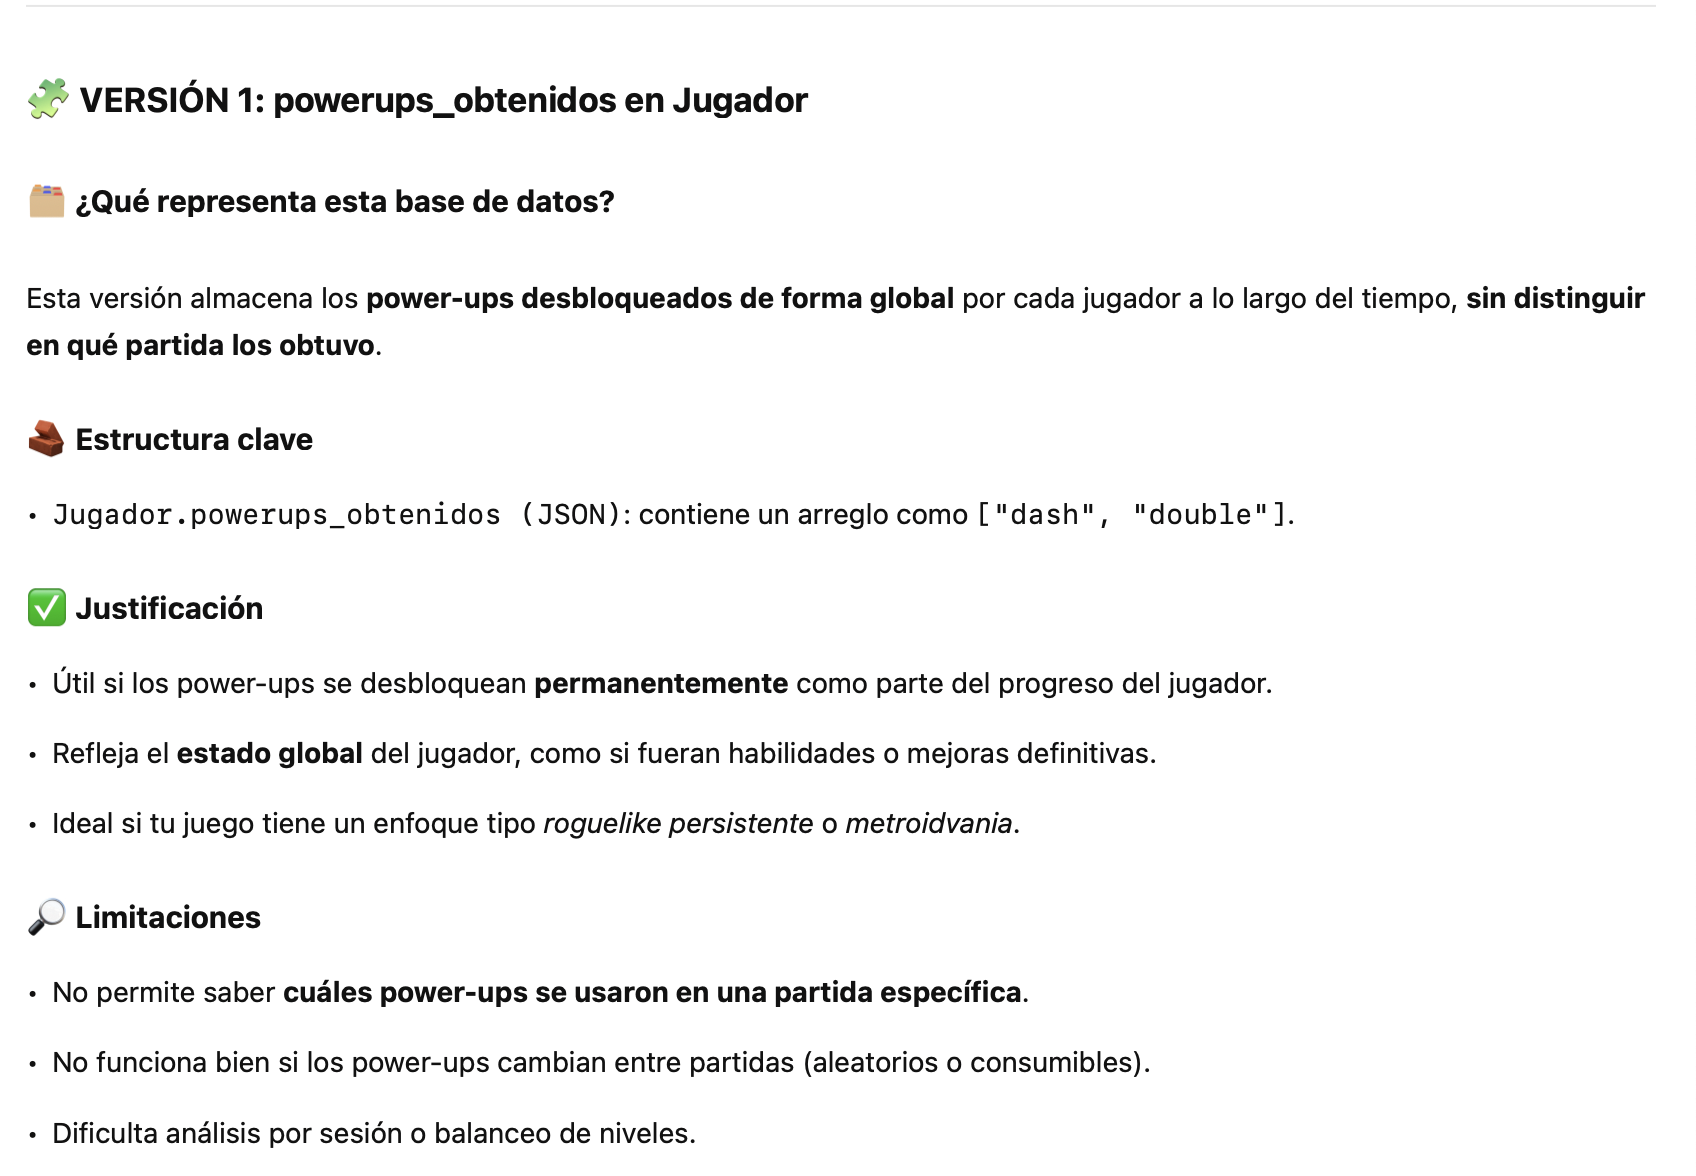 VERSIÓN 1: powerups_obtenidos en Jugador
¿Qué representa esta base de datos?
Esta versión almacena los power-ups desbloqueados de forma global por cada jugador a lo largo del tiempo, sin distinguir
en qué partida los obtuvo.
Estructura clave
• Jugador.powerups_obtenidos (JSON): contiene un arreglo como ["dash", "double"].
Justificación
• Útil si los power-ups se desbloquean permanentemente como parte del progreso del jugador.
• Refleja el estado global del jugador, como si fueran habilidades o mejoras definitivas.
• Ideal si tu juego tiene un enfoque tipo roguelike persistente o metroidvania.
Limitaciones
• No permite saber cuáles power-ups se usaron en una partida específica.
• No funciona bien si los power-ups cambian entre partidas (aleatorios o consumibles).
• Dificulta análisis por sesión o balanceo de niveles.